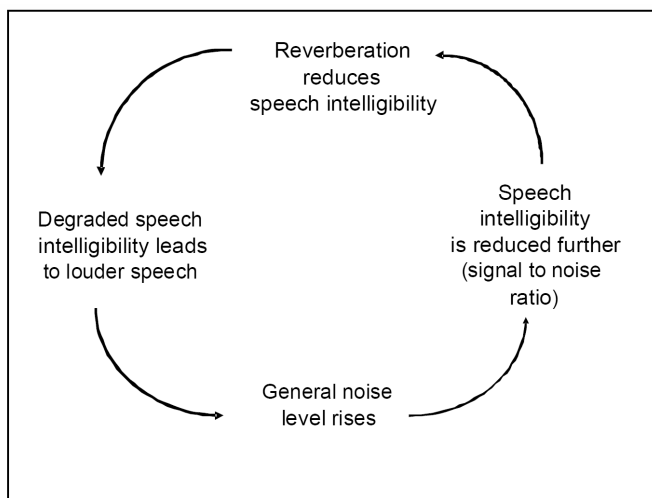 Reverberation
reduces
speech intelligibility
Degraded speech
intelligibility leads
to louder speech
General noise
level rises
Speech
intelligibility
is reduced further
(signal to noise
ratio)